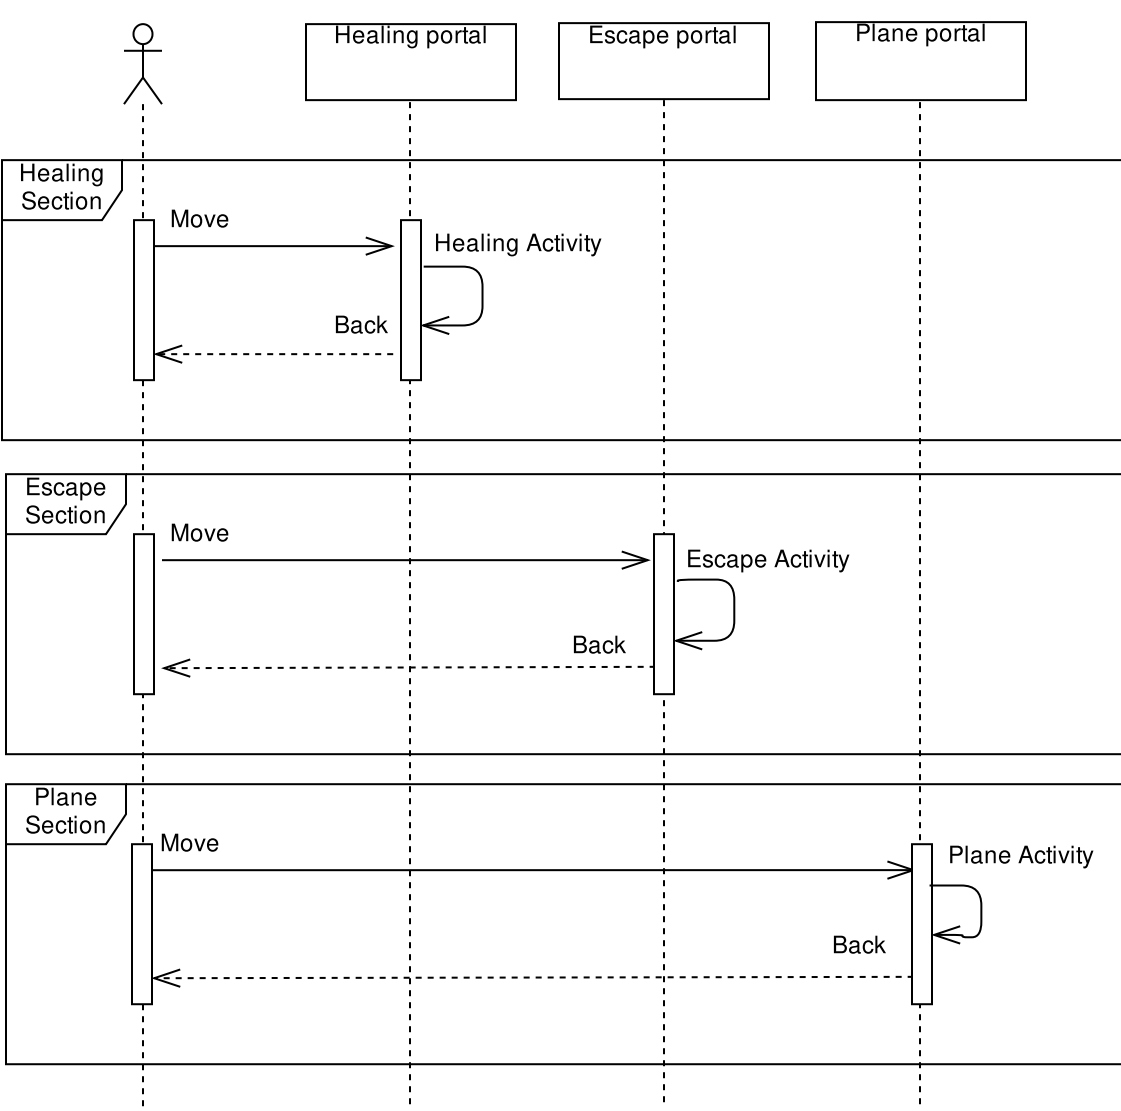 Healing portal
Escape portal
Plane portal
Healing
Section
Move
Healing Activity
Back
Escape
Section
Move
Escape Activity
Back
Plane
Section
Move
Plane Activity
Back